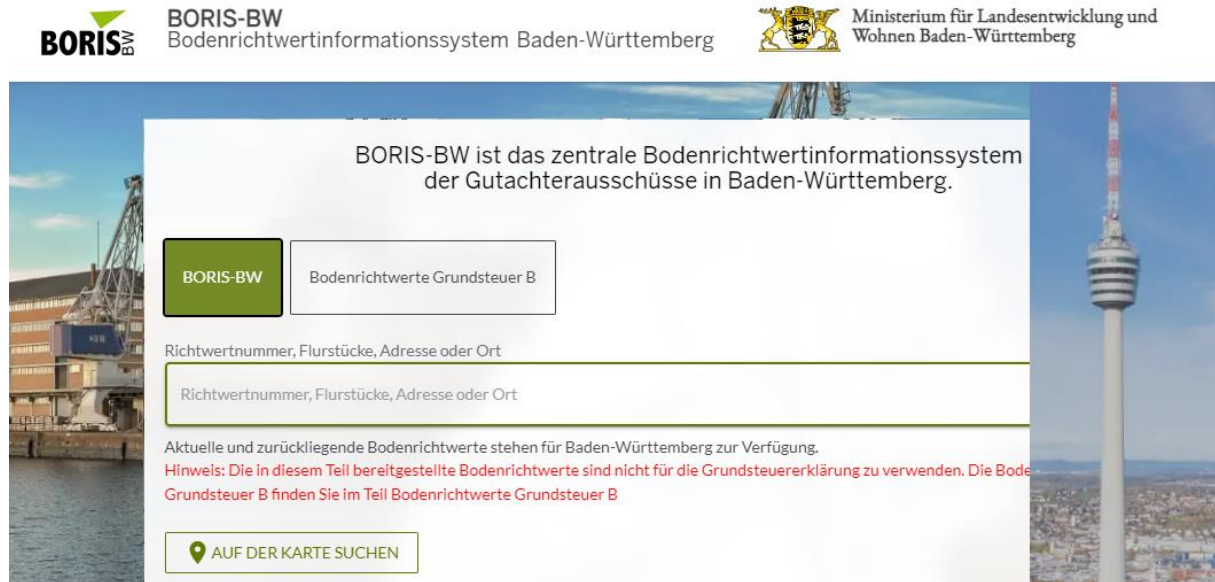 BORIS BW
BORIS-BW
Bodenrichtwertinformationssystem Baden-Württemberg
Ministerium für Landesentwicklung und
Wohnen Baden-Württemberg
BORIS-BW ist das zentrale Bodenrichtwertinformationssystem
der Gutachterausschüsse in Baden-Württemberg.
BORIS-BW
Bodenrichtwerte Grundsteuer B
Richtwertnummer, Flurstücke, Adresse oder Ort
Richtwertnummer, Flurstücke, Adresse oder Ort
Aktuelle und zurückliegende Bodenrichtwerte stehen für Baden-Württemberg zur Verfügung.
Hinweis: Die in diesem Teil bereitgestellte Bodenrichtwerte sind nicht für die Grundsteuererklärung zu verwenden. Die Bode
Grundsteuer B finden Sie im Teil Bodenrichtwerte Grundsteuer B
AUF DER KARTE SUCHEN